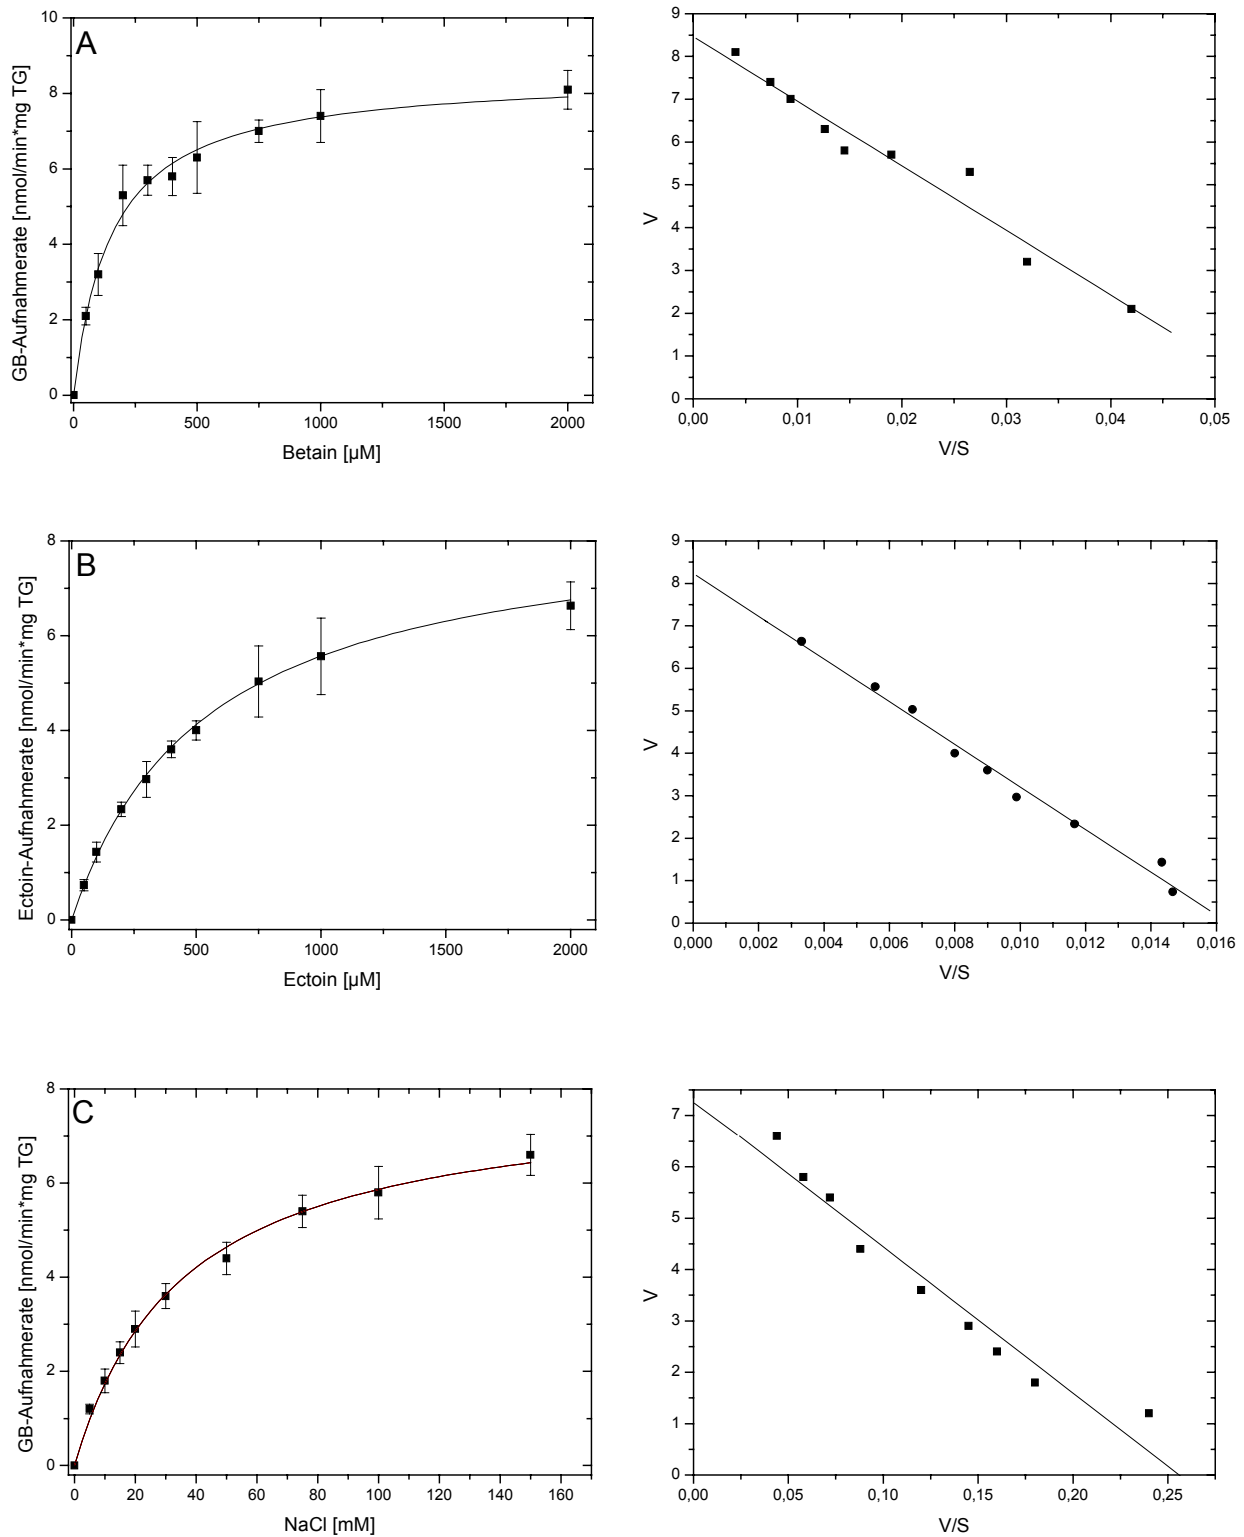 A
GB-Aufnahmerate [nmol/min*mg TG]
10
8
6
4
2
0
0 500 1000 1500 2000
Betain [µM]
V
9
8
7
6
5
4
3
2
1
0
0,00 0,01 0,02 0,03 0,04 0,05
V/S
B
Ectoin-Aufnahmerate [nmol/min*mg TG]
8
6
4
2
0
0 500 1000 1500 2000
Ectoin [µM]
V
9
8
7
6
5
4
3
2
1
0
0,000 0,002 0,004 0,006 0,008 0,010 0,012 0,014 0,016
V/S
C
GB-Aufnahmerate [nmol/min*mg TG]
8
6
4
2
0
0 20 40 60 80 100 120 140 160
NaCl [mM]
V
7
6
5
4
3
2
1
0
0,00 0,05 0,10 0,15 0,20 0,25
V/S